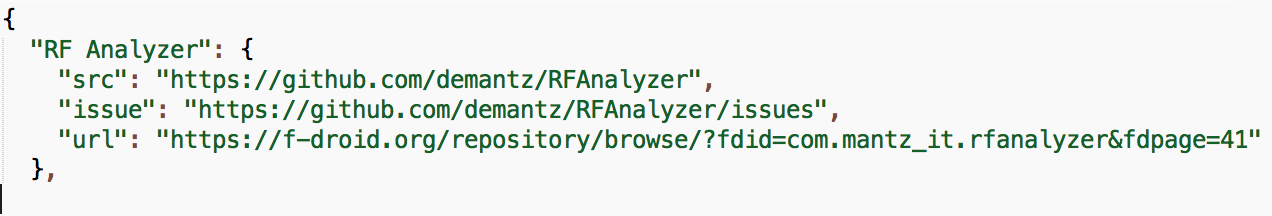 {
"RF Analyzer": {
"src": "https://github.com/demantz/RFAnalyzer",
"issue": "https://github.com/demantz/RFAnalyzer/issues",
"url": "https://f-droid.org/repository/browse/?fdid=com.mantz_it.rfanalyzer&fdpage=41"
},